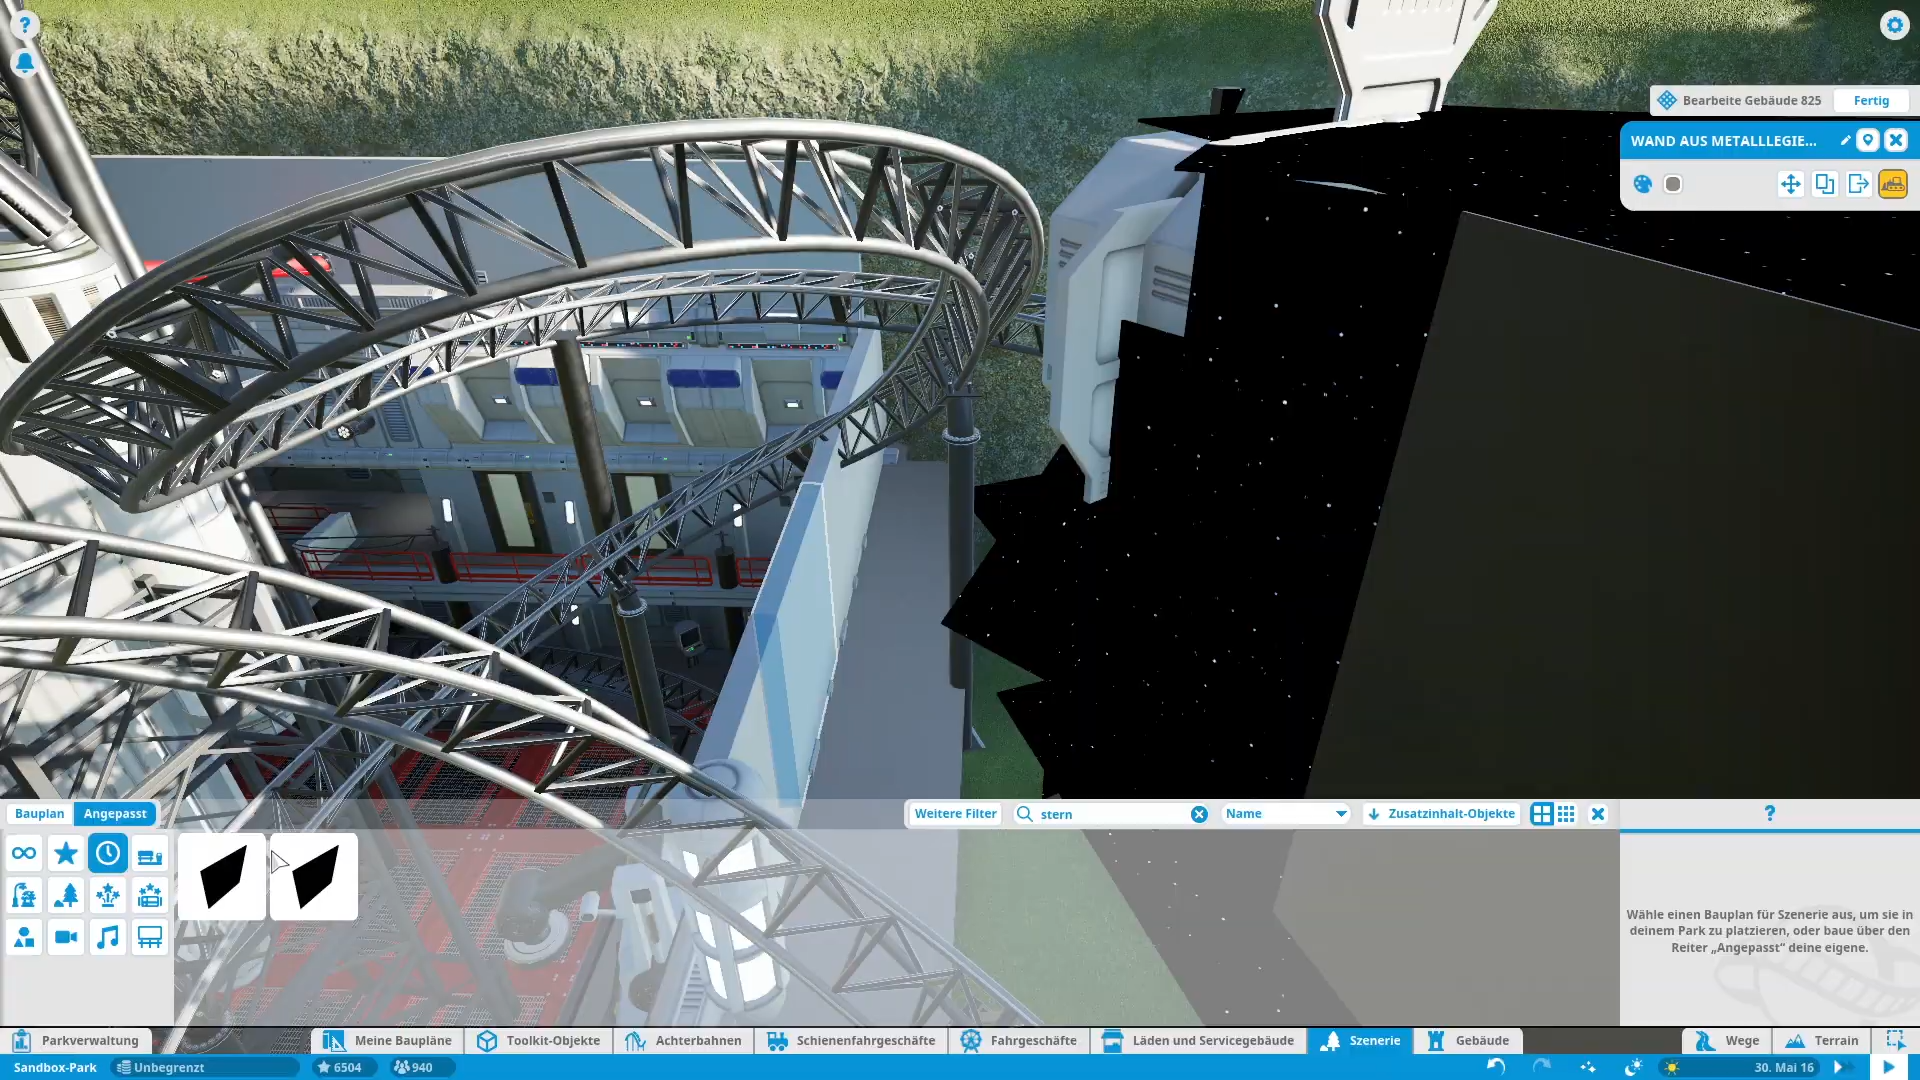 Bearbeite Gebäude 825
Fertig
WAND AUS METALLLEGIE...
Bauplan
Angepasst
Weitere Filter
stern
Name
Zusatzinhalt-Objekte
Wähle einen Bauplan für Szenerie aus, um sie in
deinem Park zu platzieren, oder baue über den
Reiter „Angepasst“ deine eigene.
Parkverwaltung
Meine Baupläne
Toolkit-Objekte
Achterbahnen
Schienenfahrgeschäfte
Fahrgeschäfte
Läden und Servicegebäude
Szenerie
Gebäude
Wege
Terrain
Sandbox-Park
Unbegrenzt
6504
940
30. Mai 16